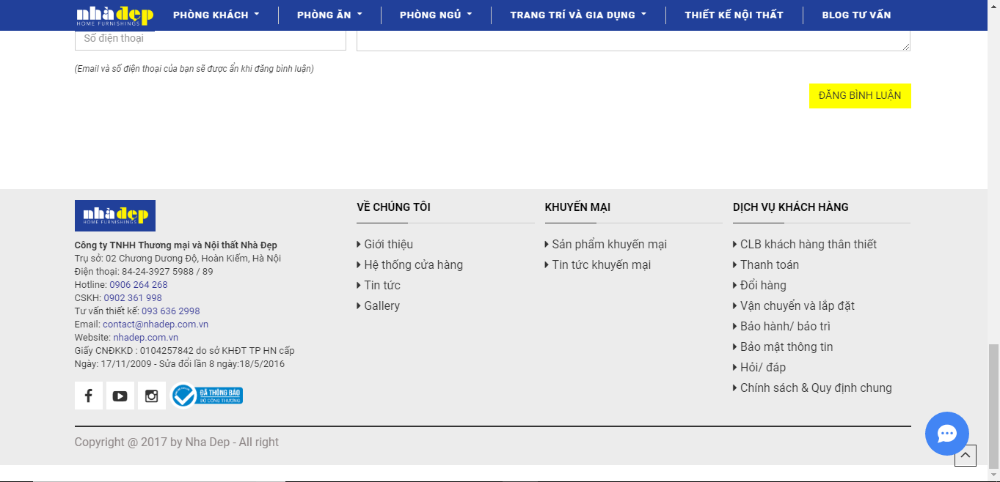 nhàdẹp
HOME FURNISHINGS
PHÒNG KHÁCH
PHÒNG ĂN
PHÒNG NGỦ
TRANG TRÍ VÀ GIA DỤNG
THIẾT KẾ NỘI THẤT
BLOG TƯ VẤN
Số điện thoại
(Email và số điện thoại của bạn sẽ được ẩn khi đăng bình luận)
ĐĂNG BÌNH LUẬN
nhàdẹp
HOME FURNISHINGS
Công ty TNHH Thương mại và Nội thất Nhà Đẹp
Trụ sở: 02 Chương Dương Độ, Hoàn Kiếm, Hà Nội
Điện thoại: 84-24-3927 5988 / 89
Hotline: 0906 264 268
CSKH: 0902 361 998
Tư vấn thiết kế: 093 636 2998
Email: contact@nhadep.com.vn
Website: nhadep.com.vn
Giấy CNĐKKD : 0104257842 do sở KHĐT TP HN cấp
Ngày: 17/11/2009 - Sửa đổi lần 8 ngày:18/5/2016
ĐÃ THÔNG BÁO
BỘ CÔNG THƯƠNG
VỀ CHÚNG TÔI
Giới thiệu
Hệ thống cửa hàng
Tin tức
Gallery
KHUYẾN MẠI
Sản phẩm khuyến mại
Tin tức khuyến mại
DỊCH VỤ KHÁCH HÀNG
CLB khách hàng thân thiết
Thanh toán
Đổi hàng
Vận chuyển và lắp đặt
Bảo hành/ bảo trì
Bảo mật thông tin
Hỏi/ đáp
Chính sách & Quy định chung
Copyright @ 2017 by Nha Dep - All right